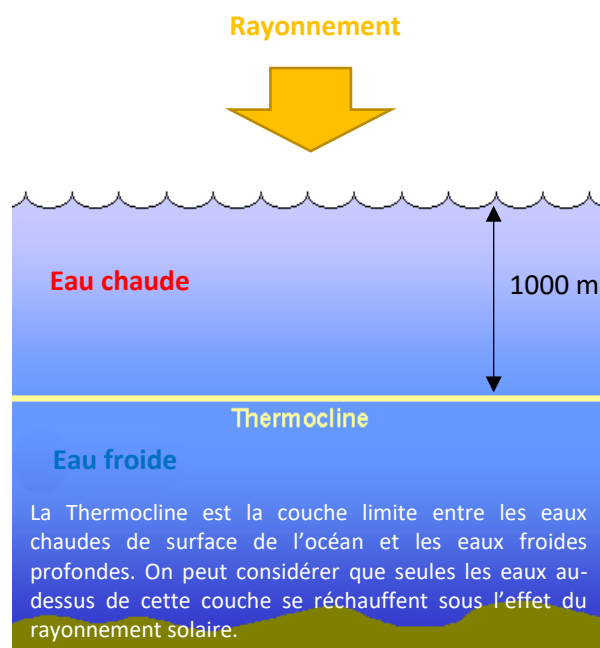 Rayonnement
Eau chaude
1000 m
Thermocline
Eau froide
La Thermocline est la couche limite entre les eaux
chaudes de surface de l’océan et les eaux froides
profondes. On peut considérer que seules les eaux au-
dessus de cette couche se réchauffent sous l’effet du
rayonnement solaire.